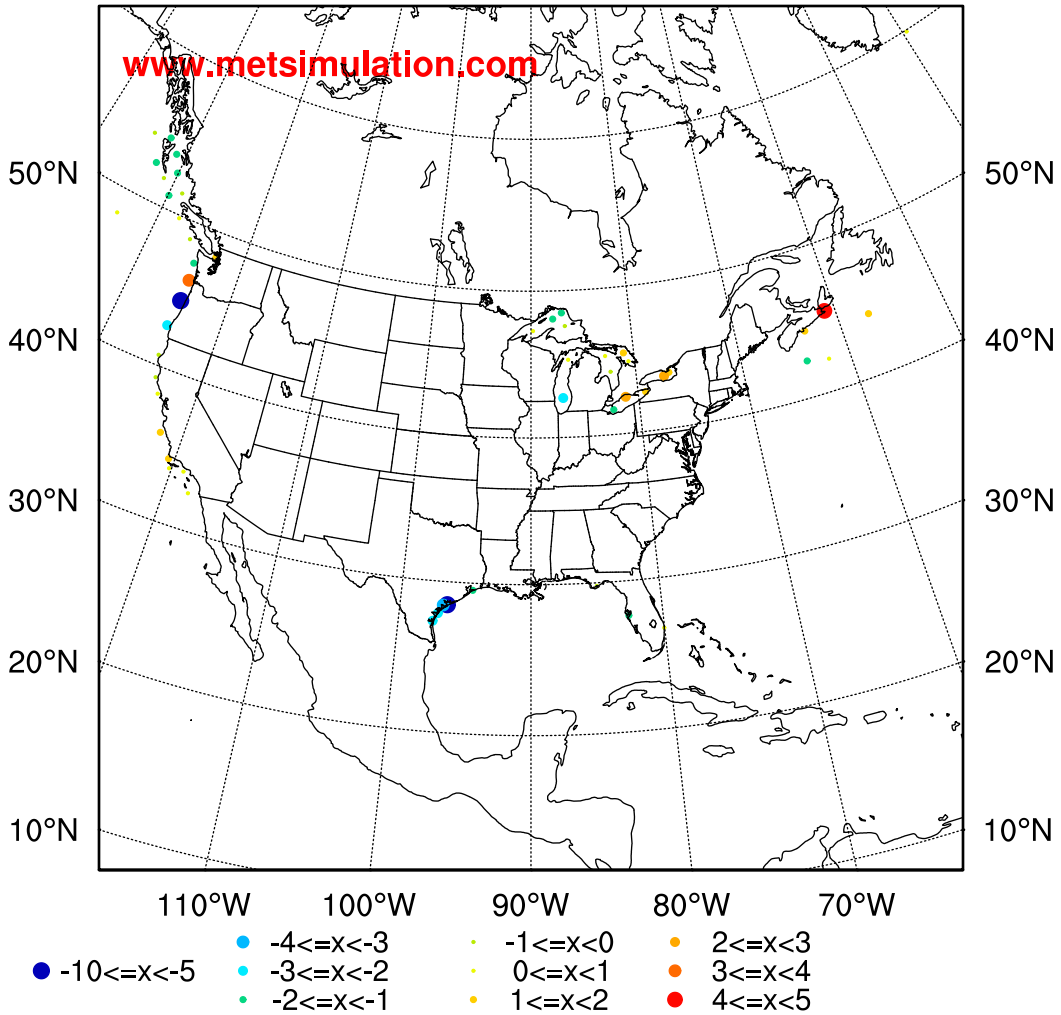 www.metsimulation.com
50°N 50°N
40°N 40°N
30°N 30°N
20°N 20°N
10°N 10°N
110°W 100°W 90°W 80°W 70°W
-4<=x<-3 -1<=x<0 2<=x<3
-10<=x<-5 -3<=x<-2 0<=x<1 3<=x<4
-2<=x<-1 1<=x<2 4<=x<5